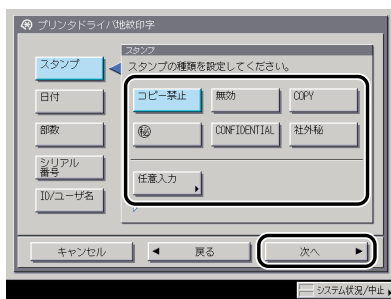 プリンタドライバ地紋印字
スタンプ
スタンプ
スタンプの種類を設定してください。
コピー禁止
無効
COPY
日付
㊙
CONFIDENTIAL
社外秘
部数
シリアル
番号
任意入力
ID/ユーザ名
キャンセル
戻る
次へ
システム状況/中止